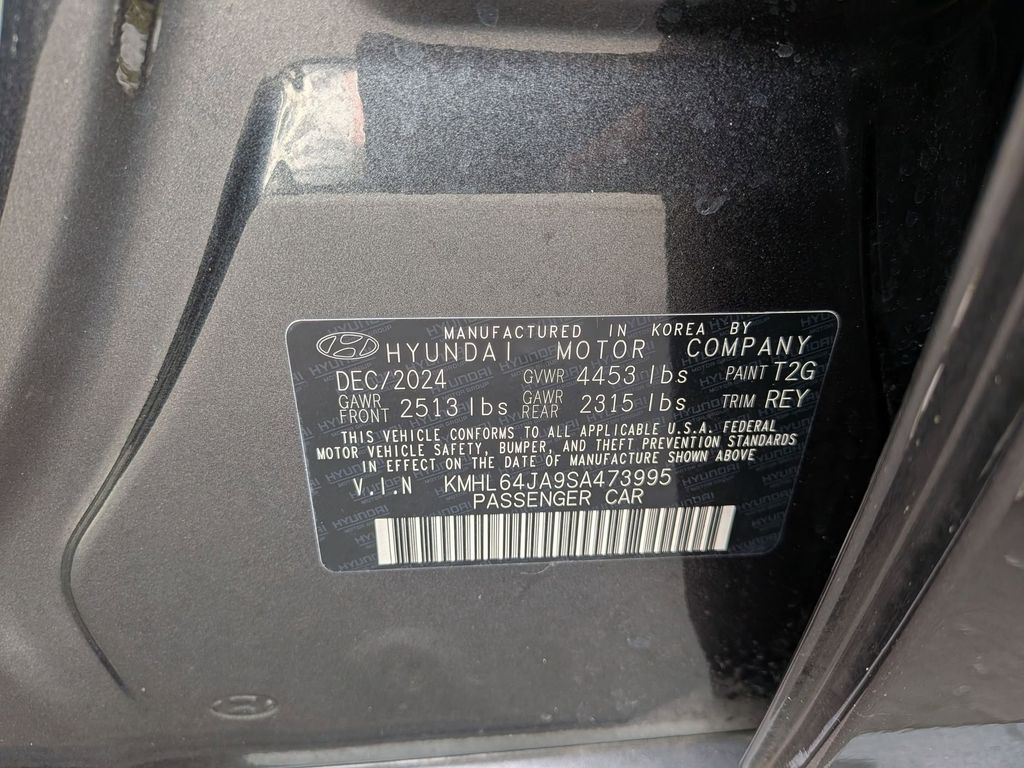 MANUFACTURED IN KOREA BY
HYUNDAI MOTOR COMPANY
DEC/2024 GVWR 4453 lbs PAINT T2G
GAWR FRONT 2513 lbs GAWR REAR 2315 lbs TRIM REY
THIS VEHICLE CONFORMS TO ALL APPLICABLE U.S.A. FEDERAL
MOTOR VEHICLE SAFETY, BUMPER, AND THEFT PREVENTION STANDARDS
IN EFFECT ON THE DATE OF MANUFACTURE SHOWN ABOVE
V.I.N KMHL64JA9SA473995
PASSENGER CAR